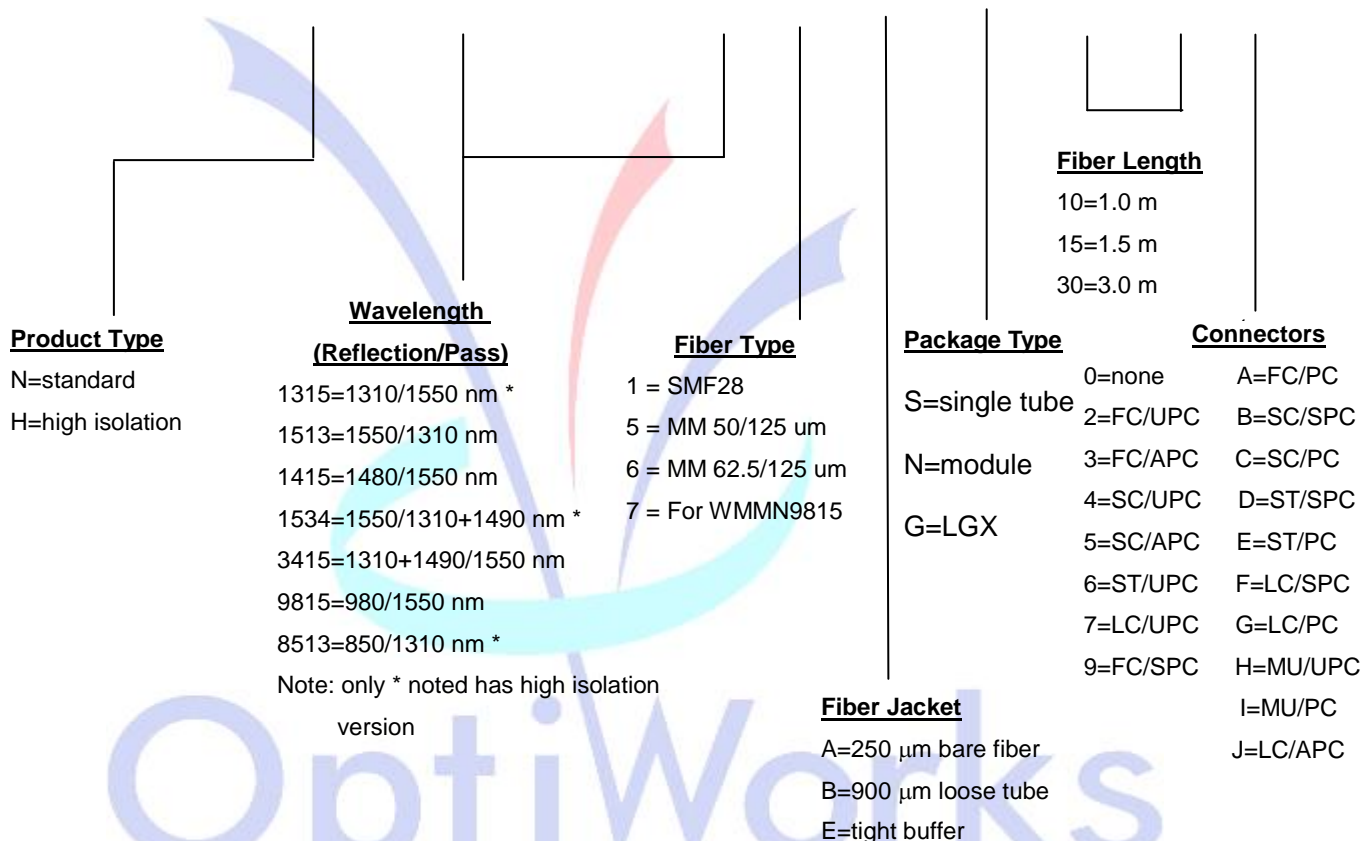 Fiber Length
10=1.0 m
15=1.5 m
30=3.0 m
Product Type
N=standard
H=high isolation
Wavelength
(Reflection/Pass)
1315=1310/1550 nm *
1513=1550/1310 nm
1415=1480/1550 nm
1534=1550/1310+1490 nm *
3415=1310+1490/1550 nm
9815=980/1550 nm
8513=850/1310 nm *
Note: only * noted has high isolation
version
Fiber Type
1 = SMF28
5 = MM 50/125 um
6 = MM 62.5/125 um
7 = For WMMN9815
Package Type
S=single tube
N=module
G=LGX
Connectors
0=none A=FC/PC
2=FC/UPC B=SC/SPC
3=FC/APC C=SC/PC
4=SC/UPC D=ST/SPC
5=SC/APC E=ST/PC
6=ST/UPC F=LC/SPC
7=LC/UPC G=LC/PC
9=FC/SPC H=MU/UPC
I=MU/PC
J=LC/APC
Fiber Jacket
A=250 μm bare fiber
B=900 μm loose tube
E=tight buffer
OptiWorks